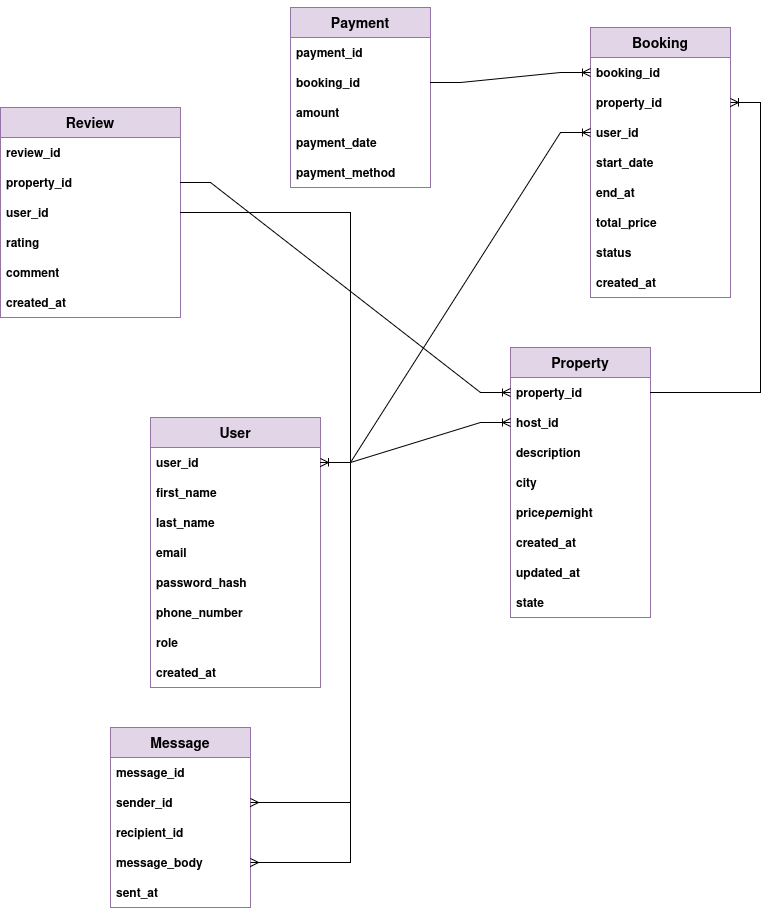 Payment
payment_id
booking_id
amount
payment_date
payment_method
Booking
booking_id
property_id
user_id
start_date
end_at
total_price
status
created_at
Review
review_id
property_id
user_id
rating
comment
created_at
Property
property_id
host_id
description
city
pricepernight
created_at
updated_at
state
User
user_id
first_name
last_name
email
password_hash
phone_number
role
created_at
Message
message_id
sender_id
recipient_id
message_body
sent_at